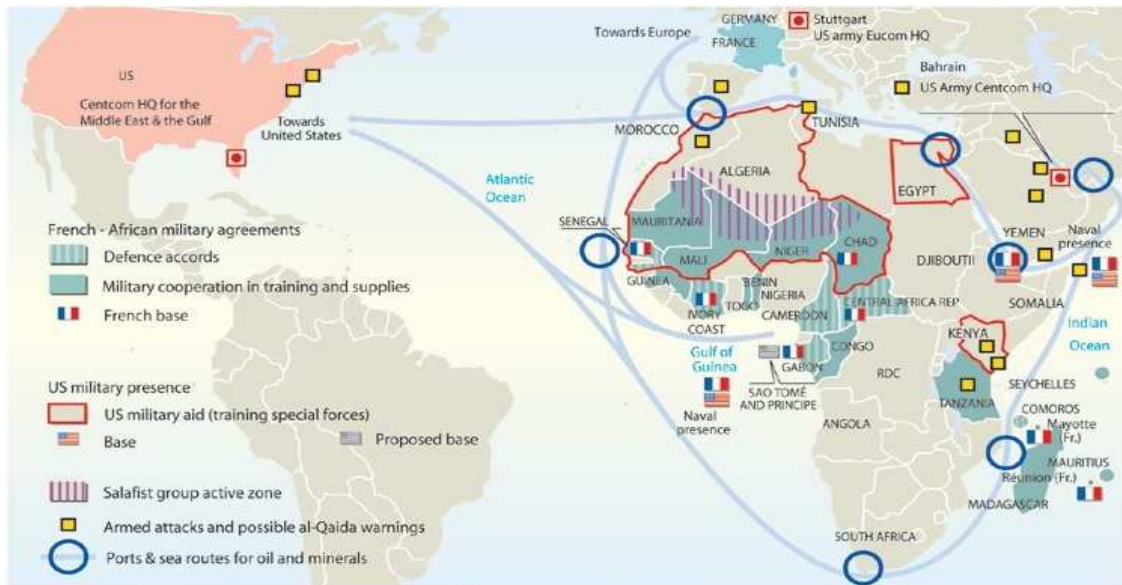 GERMANY
FRANCE
Stuttgart
US army Eucom HQ
Towards Europe
Bahrain
US Army Centcom HQ
US
Centcom HQ for the
Middle East & the Gulf
Towards
United States
MOROCCO
TUNISIA
ALGERIA
EGYPT
Atlantic
Ocean
SENEGAL
MAURITANIA
MALI
NIGER
CHAD
YEMEN
Naval
presence
DJIBOUTII
GUINEA
BENIN
NIGERIA
IVORY
COAST
TOGO
CAMEROON
CENTRAL AFRICA REP
SOMALIA
Indian
Ocean
KENYA
Gulf of
Guinea
GABON
CONGO
RDC
SAO TOMÉ
AND PRINCIPE
Naval
presence
SEYCHELLES
TANZANIA
ANGOLA
COMOROS
Mayotte
(Fr.)
MAURITIUS
Réunion (Fr.)
MADAGASCAR
SOUTH AFRICA
French - African military agreements
Defence accords
Military cooperation in training and supplies
French base
US military presence
US military aid (training special forces)
Base
Proposed base
Salafist group active zone
Armed attacks and possible al-Qaida warnings
Ports & sea routes for oil and minerals